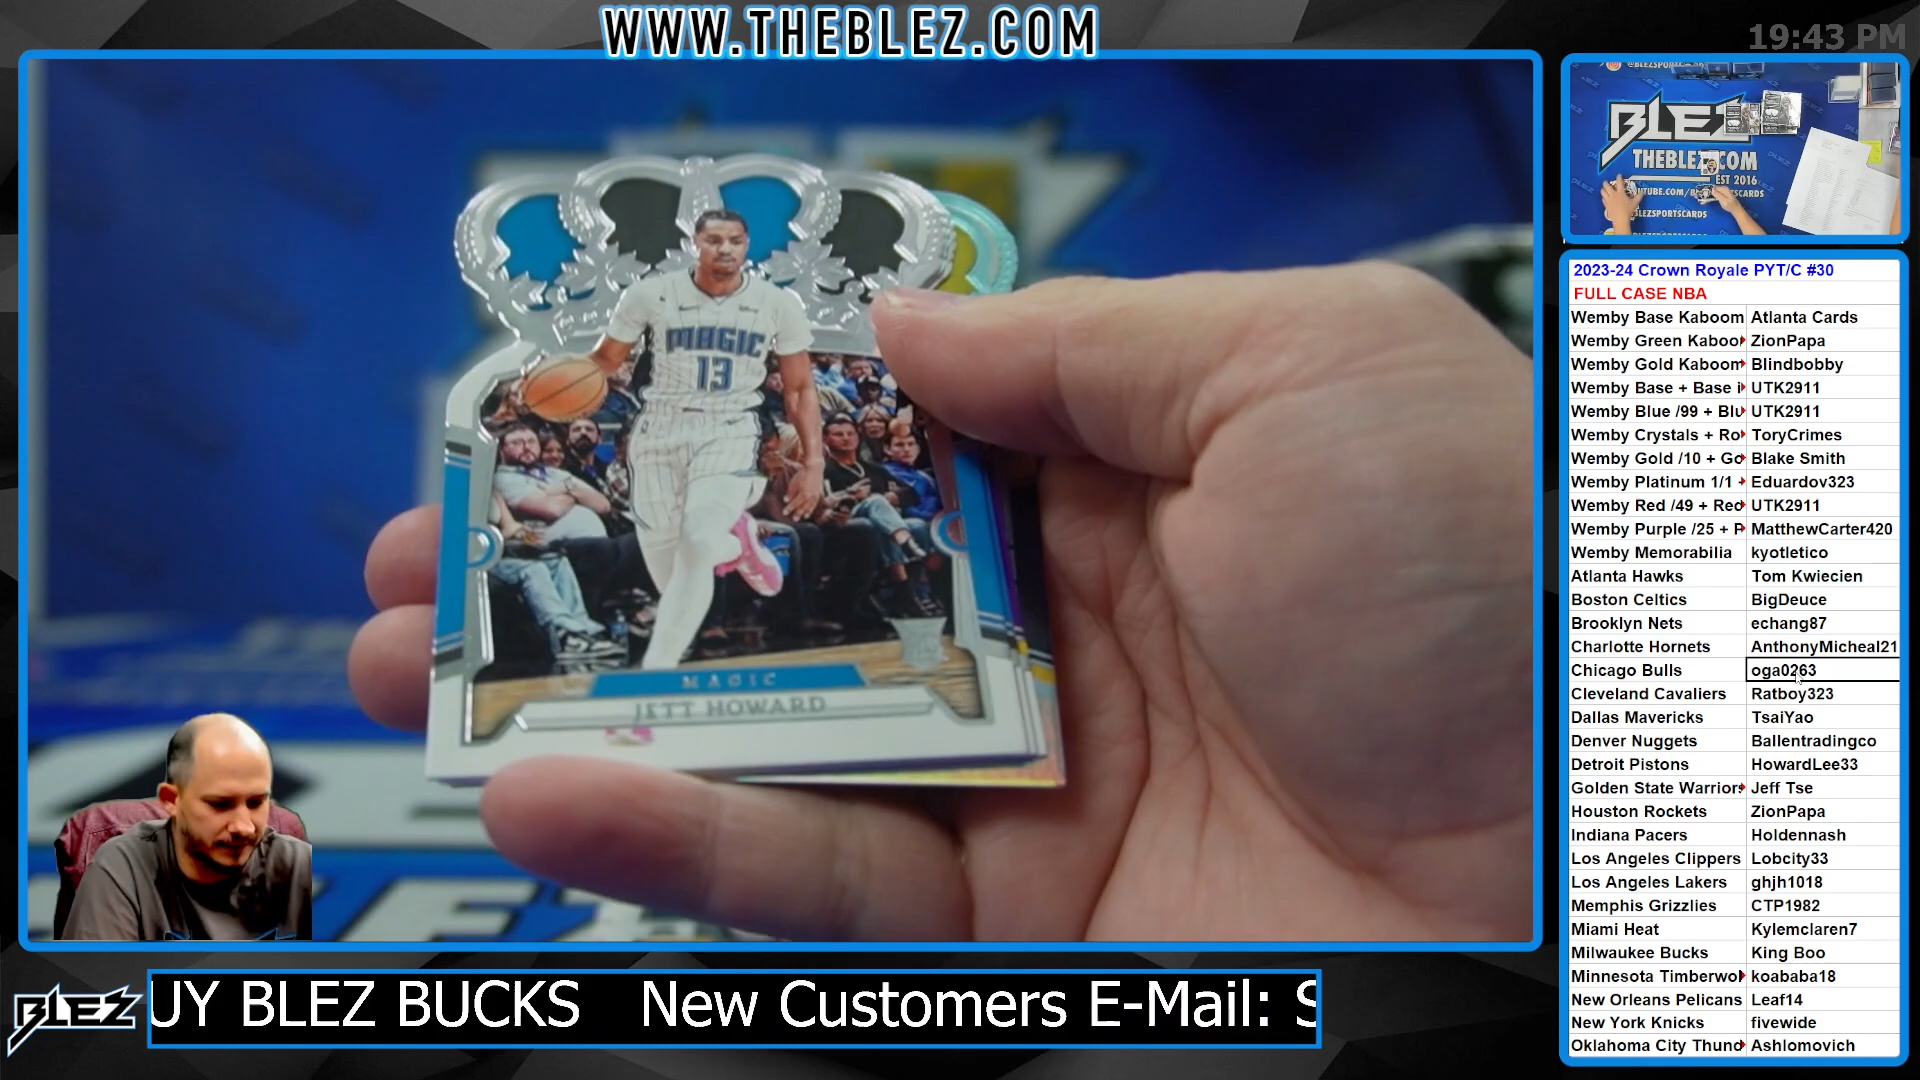 WWW.THEBLEZ.COM
19:43 PM
BLEZ
THEBLEZ.COM
EST 2016
MAGIC
13
MAGIC
JETT HOWARD
2023-24 Crown Royale PYT/C #30
FULL CASE NBA
Wemby Base Kaboom Atlanta Cards
Wemby Green Kaboo ZionPapa
Wemby Gold Kaboom Blindbobby
Wemby Base + Base i UTK2911
Wemby Blue /99 + Blu UTK2911
Wemby Crystals + Ro ToryCrimes
Wemby Gold /10 + Go Blake Smith
Wemby Platinum 1/1 + Eduardov323
Wemby Red /49 + Red UTK2911
Wemby Purple /25 + P MatthewCarter420
Wemby Memorabilia kyotletico
Atlanta Hawks Tom Kwiecien
Boston Celtics BigDeuce
Brooklyn Nets echang87
Charlotte Hornets AnthonyMicheal21
Chicago Bulls oga0263
Cleveland Cavaliers Ratboy323
Dallas Mavericks TsaiYao
Denver Nuggets Ballentradingco
Detroit Pistons HowardLee33
Golden State Warriors Jeff Tse
Houston Rockets ZionPapa
Indiana Pacers Holdennash
Los Angeles Clippers Lobcity33
Los Angeles Lakers ghjh1018
Memphis Grizzlies CTP1982
Miami Heat Kylemclaren7
Milwaukee Bucks King Boo
Minnesota Timberwol koababa18
New Orleans Pelicans Leaf14
New York Knicks fivewide
Oklahoma City Thund Ashlomovich
BLEZ
UY BLEZ BUCKS New Customers E-Mail: S